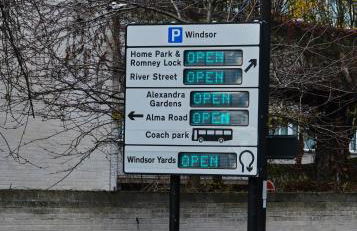 P Windsor
Home Park & OPEN
Romney Lock
River Street OPEN
Alexandra OPEN
Gardens
Alma Road OPEN
Coach park
Windsor Yards OPEN